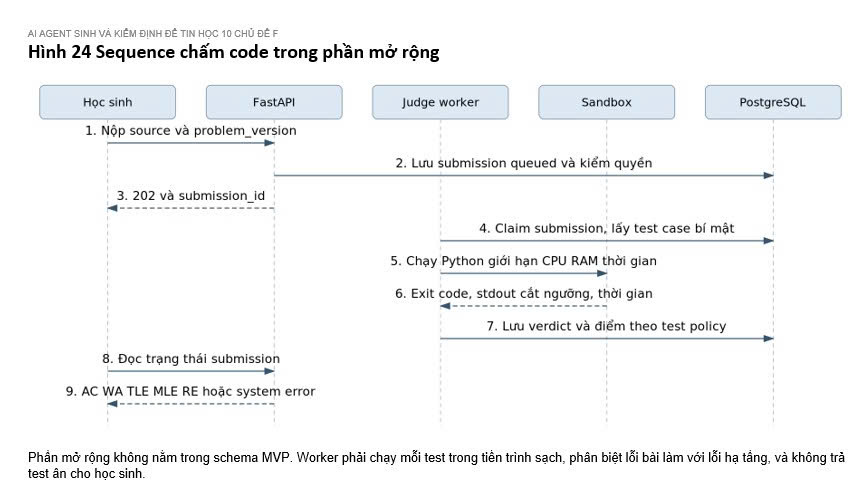 AI AGENT SINH VÀ KIỂM ĐỊNH ĐỀ TIN HỌC 10 CHỦ ĐỀ F
Hình 24 Sequence chấm code trong phần mở rộng
Học sinh
FastAPI
Judge worker
Sandbox
PostgreSQL
1. Nộp source và problem_version
2. Lưu submission queued và kiểm quyền
3. 202 và submission_id
4. Claim submission, lấy test case bí mật
5. Chạy Python giới hạn CPU RAM thời gian
6. Exit code, stdout cắt ngưỡng, thời gian
7. Lưu verdict và điểm theo test policy
8. Đọc trạng thái submission
9. AC WA TLE MLE RE hoặc system error
Phần mở rộng không nằm trong schema MVP. Worker phải chạy mỗi test trong tiến trình sạch, phân biệt lỗi bài làm với lỗi hạ tầng, và không trả
test ẩn cho học sinh.